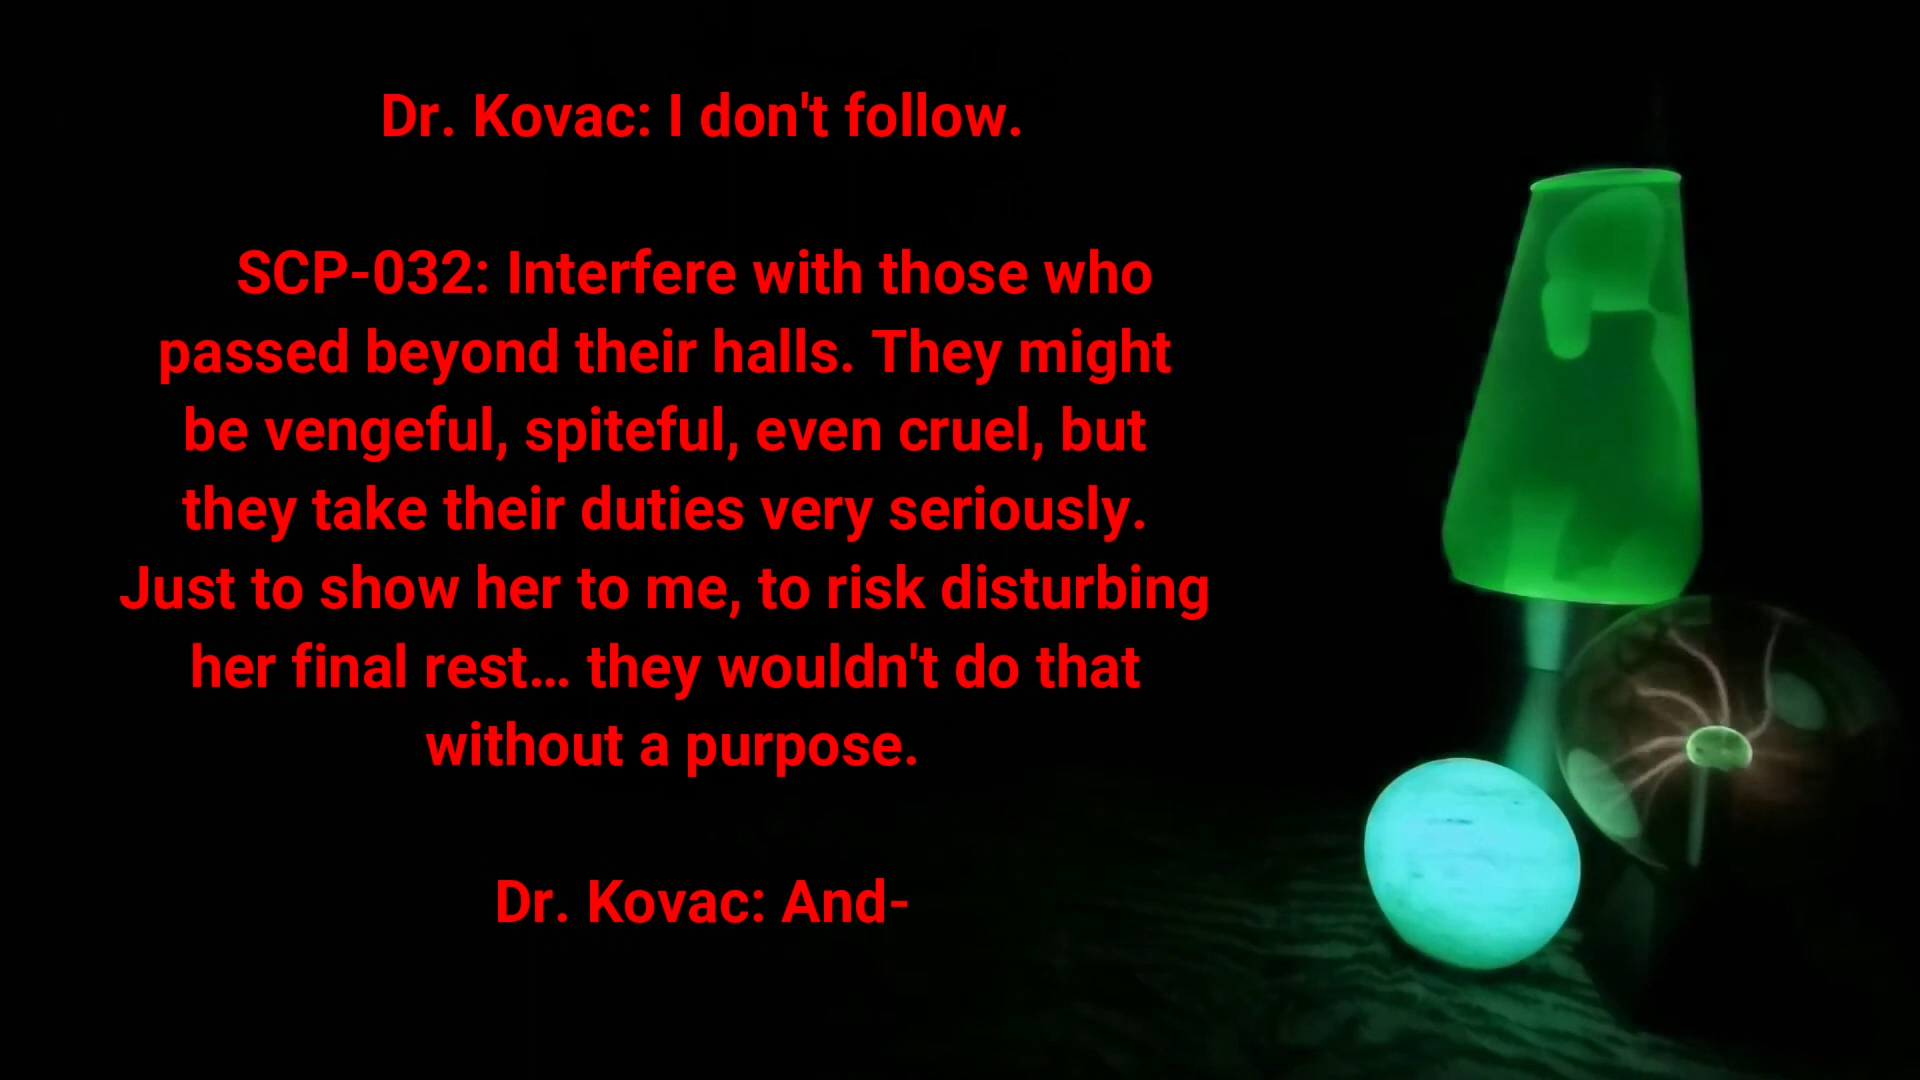 Dr. Kovac: I don't follow.
SCP-032: Interfere with those who
passed beyond their halls. They might
be vengeful, spiteful, even cruel, but
they take their duties very seriously.
Just to show her to me, to risk disturbing
her final rest… they wouldn't do that
without a purpose.
Dr. Kovac: And-